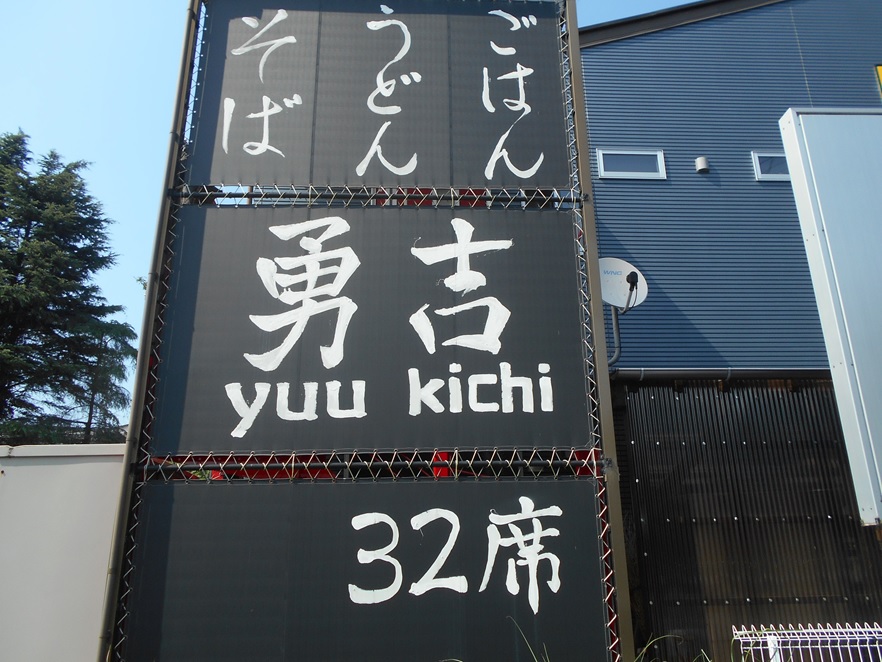 ごはん
うどん
そば
勇吉
yuu kichi
32席